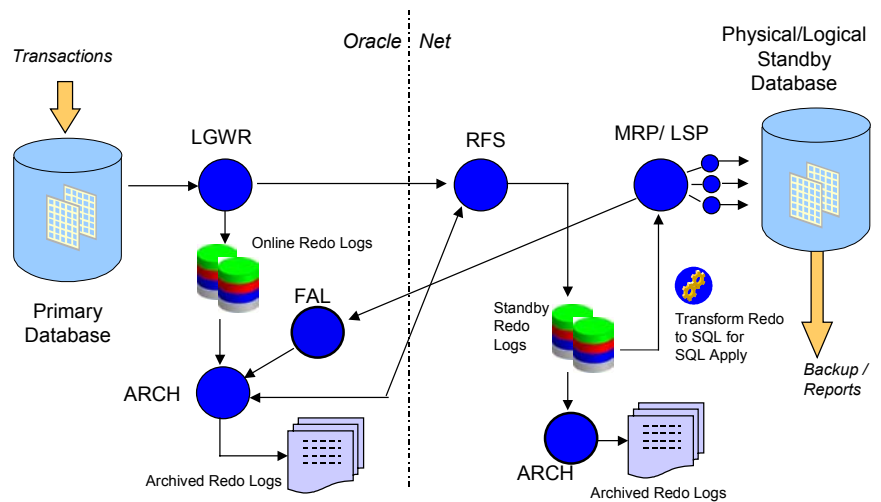 Oracle
Net
Transactions
Physical/Logical
Standby
Database
LGWR
RFS
MRP/ LSP
Online Redo Logs
FAL
Primary
Database
Standby
Redo
Logs
Transform Redo
to SQL for
SQL Apply
Backup /
Reports
ARCH
Archived Redo Logs
ARCH
Archived Redo Logs